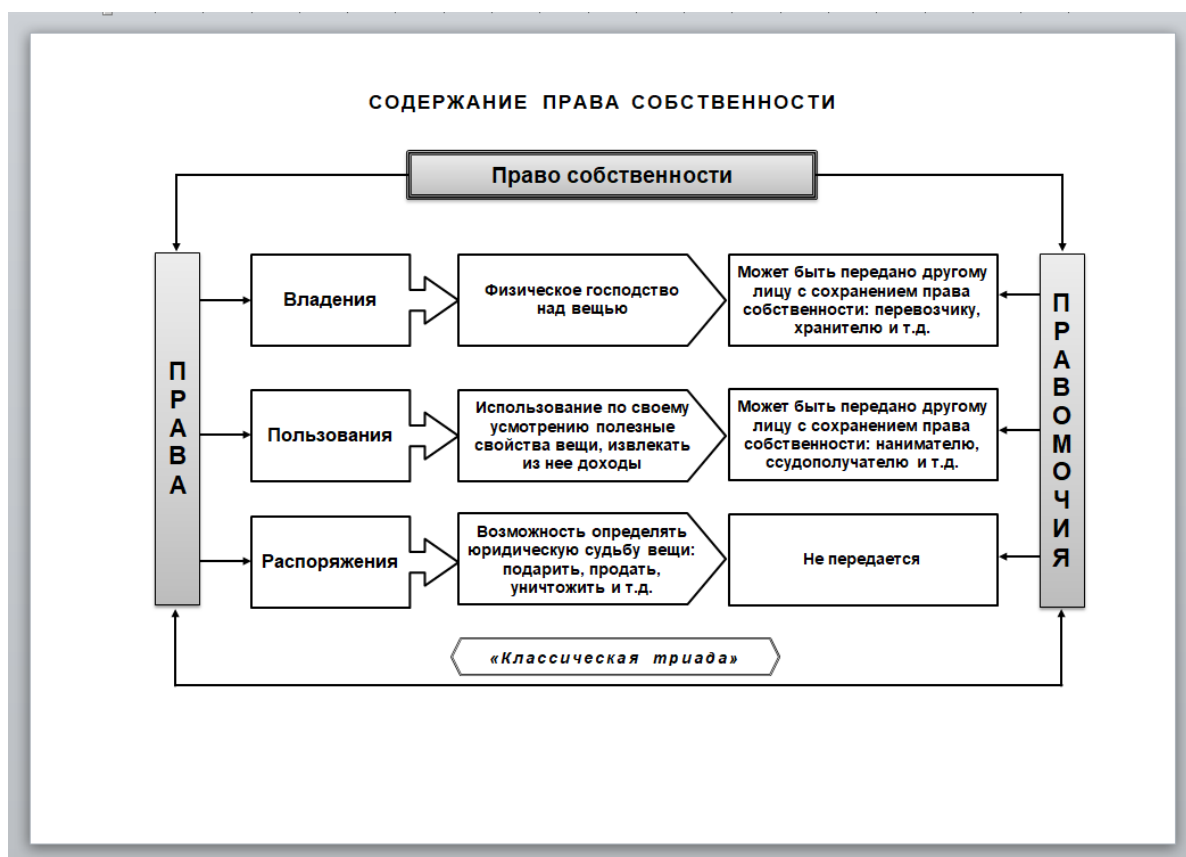 СОДЕРЖАНИЕ ПРАВА СОБСТВЕННОСТИ
Право собственности
ПРАВА
Владения
Физическое господство
над вещью
Может быть передано другому
лицу с сохранением права
собственности: перевозчику,
хранителю и т.д.
Пользования
Использование по своему
усмотрению полезные
свойства вещи, извлекать
из нее доходы
Может быть передано другому
лицу с сохранением права
собственности: нанимателю,
ссудополучателю и т.д.
Распоряжения
Возможность определять
юридическую судьбу вещи:
подарить, продать,
уничтожить и т.д.
Не передается
ПРАВОМОЧИЯ
«Классическая триада»